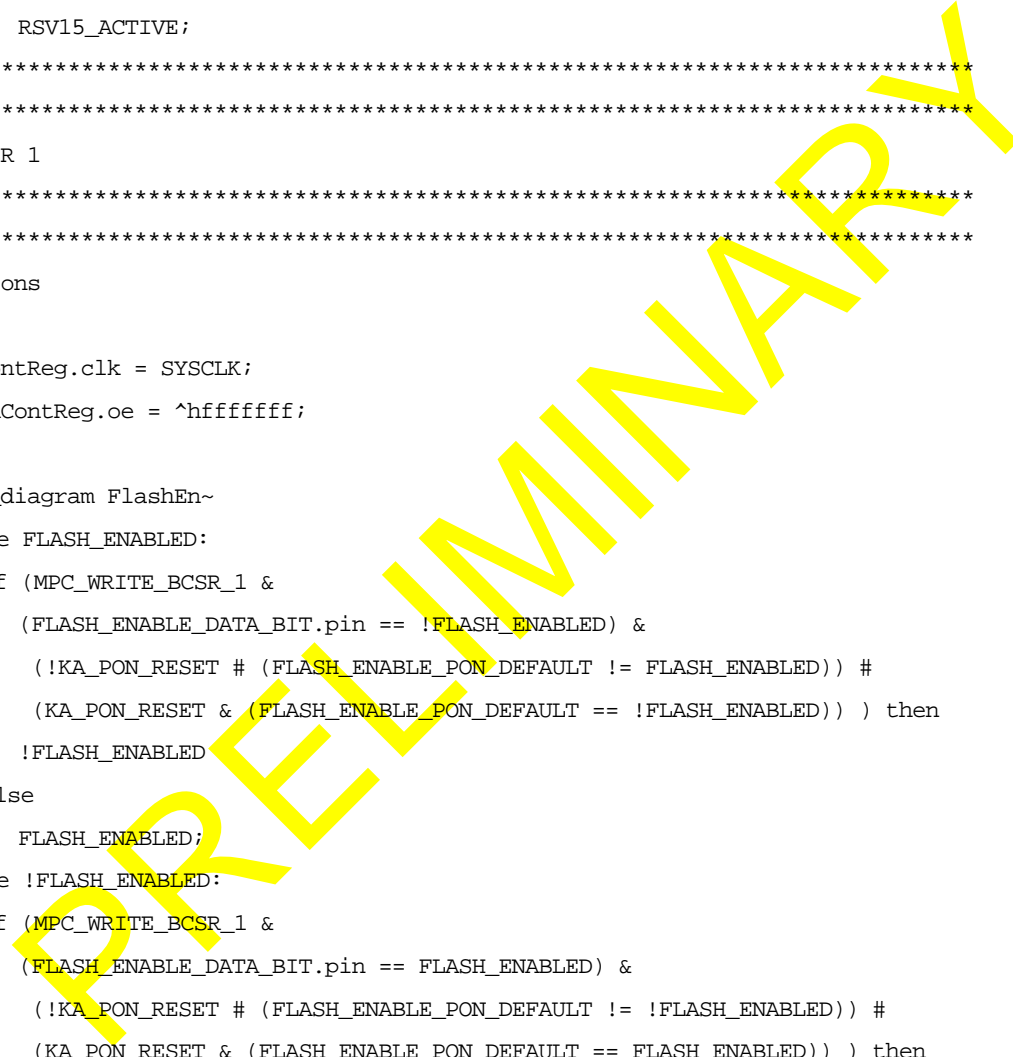 RSV15_ACTIVE;
*************************************************************************
*************************************************************************
R 1
*************************************************************************
*************************************************************************
ons
ntReg.clk = SYSCLK;
ContReg.oe = ^hfffffff;
_diagram FlashEn~
e FLASH_ENABLED:
f (MPC_WRITE_BCSR_1 &
(FLASH_ENABLE_DATA_BIT.pin == !FLASH_ENABLED) &
(!KA_PON_RESET # (FLASH_ENABLE_PON_DEFAULT != FLASH_ENABLED)) #
(KA_PON_RESET & (FLASH_ENABLE_PON_DEFAULT == !FLASH_ENABLED)) ) then
!FLASH_ENABLED
lse
FLASH_ENABLED;
e !FLASH_ENABLED:
f (MPC_WRITE_BCSR_1 &
(FLASH_ENABLE_DATA_BIT.pin == FLASH_ENABLED) &
(!KA_PON_RESET # (FLASH_ENABLE_PON_DEFAULT != !FLASH_ENABLED)) #
(KA_PON_RESET & (FLASH_ENABLE_PON_DEFAULT == FLASH_ENABLED)) ) then
PRELIMINARY